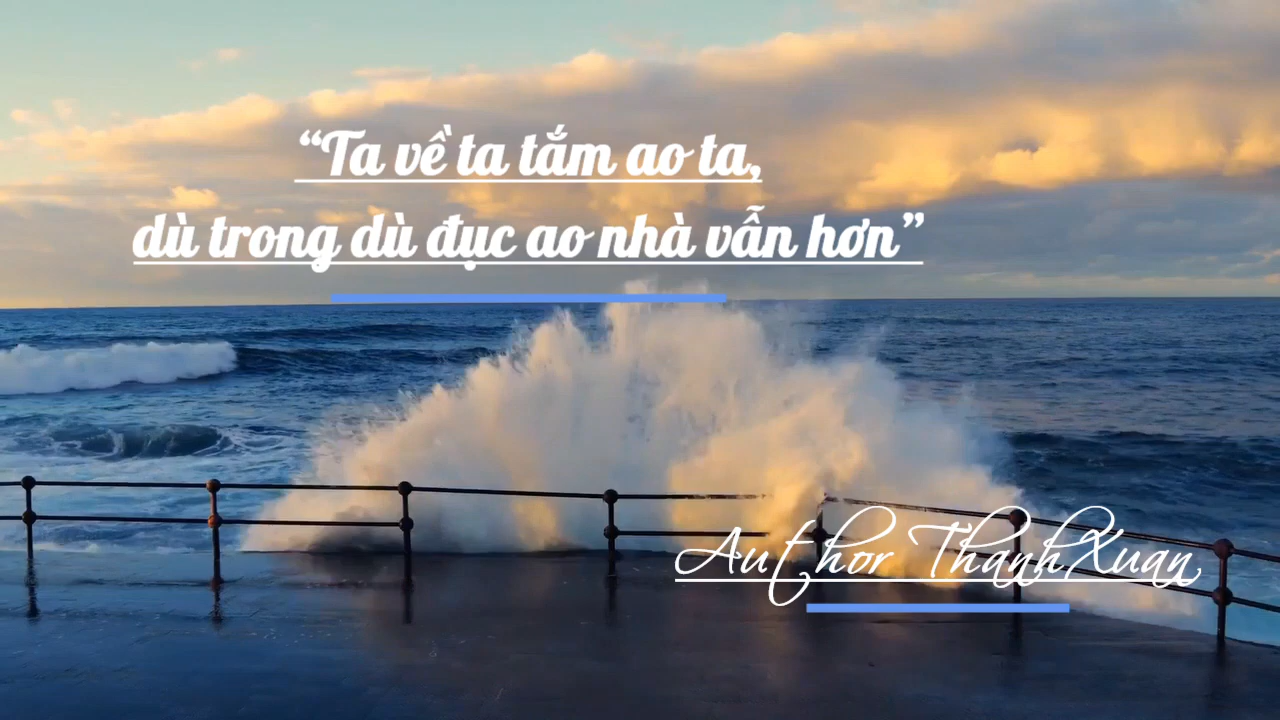 “Ta về ta tắm ao ta,
dù trong dù đục ao nhà vẫn hơn”
Author ThanhXuan